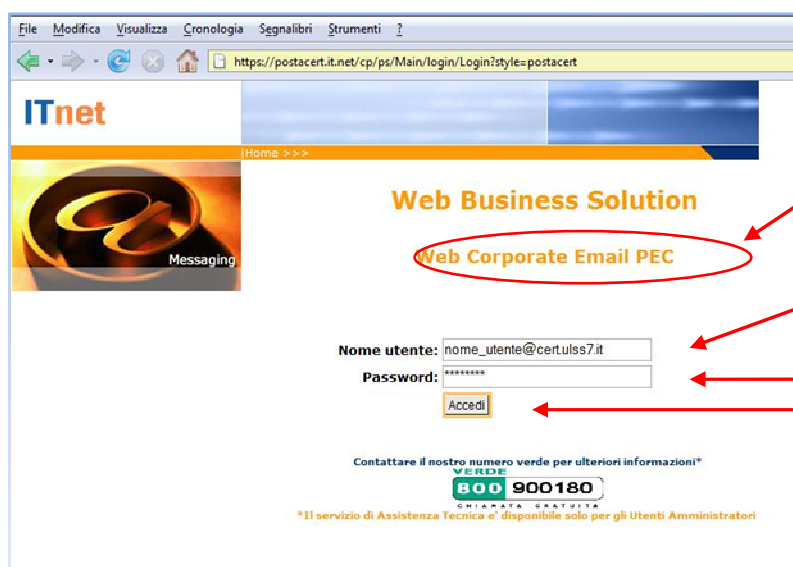 File Modifica Visualizza Cronologia Segnalibri Strumenti ?
https://postacert.it.net/cp/ps/Main/login/Login?style=postacert
ITnet
|Home >>>
Web Business Solution
Messaging
Web Corporate Email PEC
Nome utente: nome_utente@cert.ulss7.it
Password: ********
Accedi
Contattare il nostro numero verde per ulteriori informazioni*
VERDE
800 900180
CHIAMATA GRATUITA
*Il servizio di Assistenza Tecnica e' disponibile solo per gli Utenti Amministratori